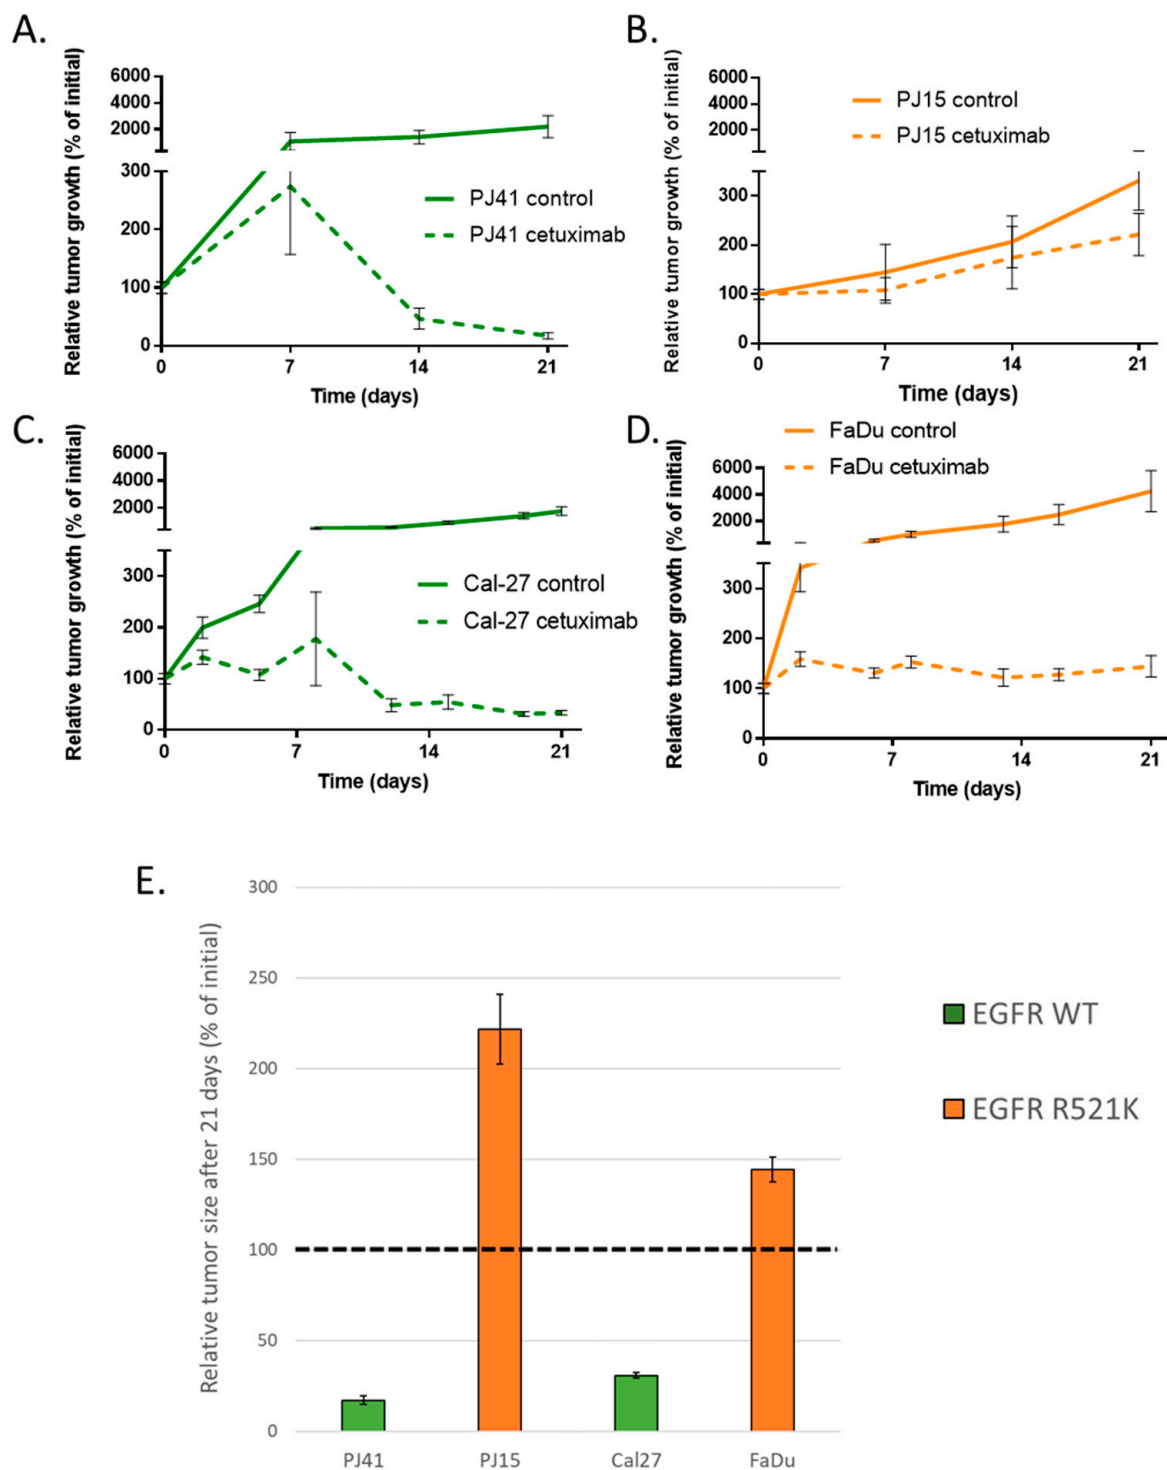 A.
Relative tumor growth (% of initial)
6000
4000
2000
300
200
100
0
0 7 14 21
Time (days)
PJ41 control
PJ41 cetuximab
B.
Relative tumor growth (% of initial)
6000
4000
2000
300
200
100
0
0 7 14 21
Time (days)
PJ15 control
PJ15 cetuximab
C.
Relative tumor growth (% of initial)
6000
4000
2000
300
200
100
0
0 7 14 21
Time (days)
Cal-27 control
Cal-27 cetuximab
D.
FaDu control
FaDu cetuximab
Relative tumor growth (% of initial)
6000
4000
2000
300
200
100
0
0 7 14 21
Time (days)
E.
Relative tumor size after 21 days (% of initial)
300
250
200
150
100
50
0
PJ41 PJ15 Cal27 FaDu
EGFR WT
EGFR R521K